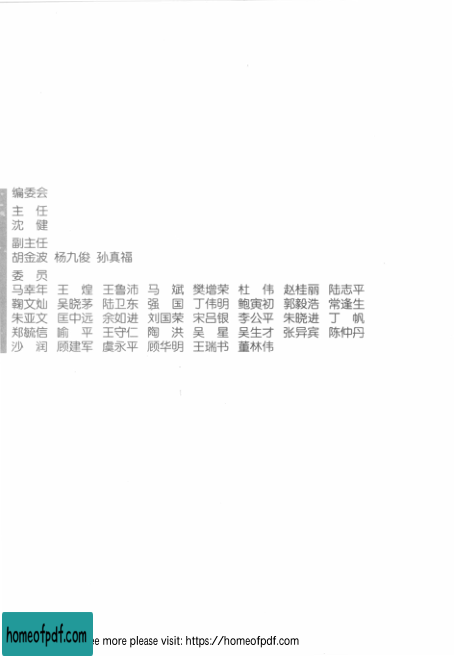 编委会
主 任
沈 健
副主任
胡金波 杨九俊 孙真福
委 员
马幸年 王 煌 王鲁沛 马 斌 樊增荣 杜 伟 赵桂丽 陆志平
鞠文灿 吴晓茅 陆卫东 强 国 丁伟明 鲍寅初 郭毅浩 常逢生
朱亚文 匡中远 余如进 刘国荣 宋吕银 李公平 朱晓进 丁 帆
郑毓信 喻 平 王守仁 陶 洪 吴 星 吴生才 张异宾 陈仲丹
沙 润 顾建军 虞永平 顾华明 王瑞书 董林伟
homeofpdf.com
ee more please visit: https://homeofpdf.com